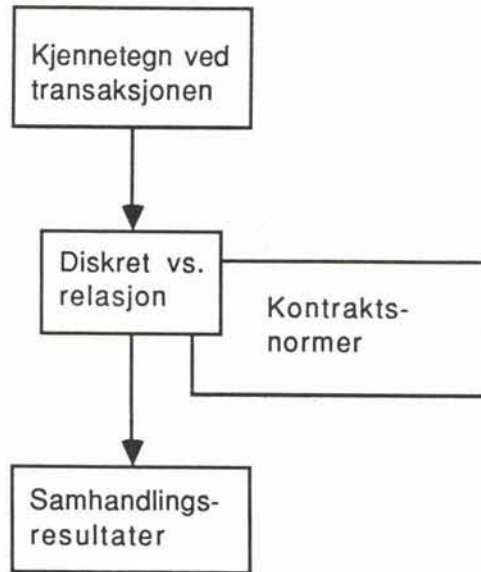 Kjennetegn ved
transaksjonen
Diskret vs.
relasjon
Kontrakts-
normer
Samhandlings-
resultater